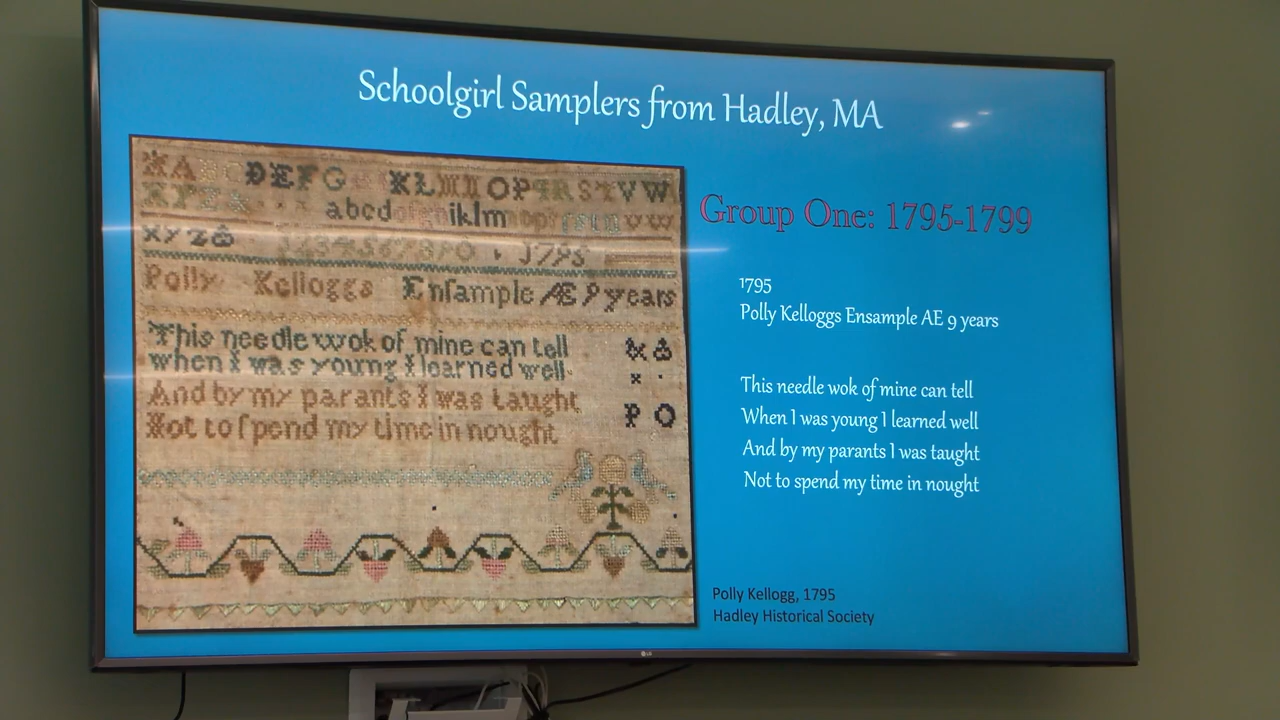 Schoolgirl Samplers from Hadley, MA
Group One: 1795-1799
DEFG KLMNOPQRSTVW
abcd iklm
xyz& 1795
Polly Kelloggs Enſample Æ 9 years
This needle wok of mine can tell
when I was young I learned well
And by my parants I was taught
Not to ſpend my time in nought
P O
1795
Polly Kelloggs Ensample AE 9 years
This needle wok of mine can tell
When I was young I learned well
And by my parants I was taught
Not to spend my time in nought
Polly Kellogg, 1795
Hadley Historical Society
LG